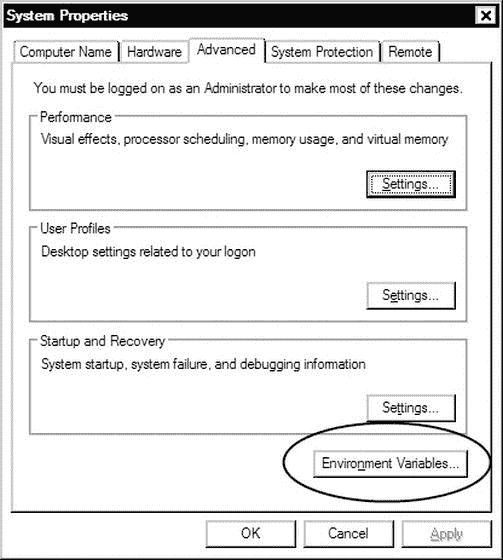 System Properties
Computer Name Hardware Advanced System Protection Remote
You must be logged on as an Administrator to make most of these changes.
Performance
Visual effects, processor scheduling, memory usage, and virtual memory
Settings...
User Profiles
Desktop settings related to your logon
Settings...
Startup and Recovery
System startup, system failure, and debugging information
Settings...
Environment Variables...
OK Cancel Apply